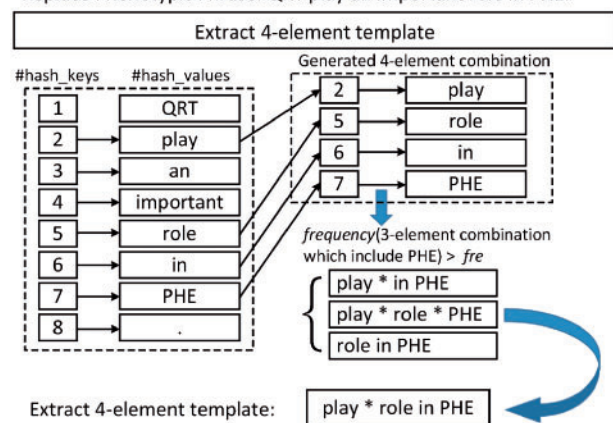 Extract 4-element template
Generated 4-element combination
#hash_keys #hash_values
1 QRT
2 play
3 an
4 important
5 role
6 in
7 PHE
8 .
2 play
5 role
6 in
7 PHE
frequency(3-element combination
which include PHE) > fre
play * in PHE
play * role * PHE
role in PHE
Extract 4-element template: play * role in PHE